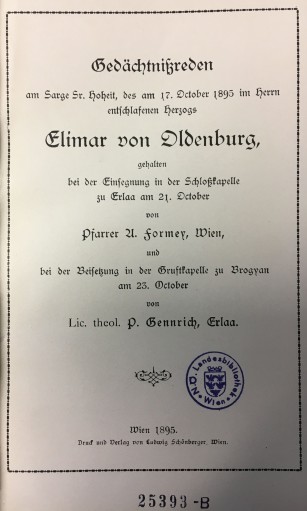 Gedächtnißreden
am Sarge Sr. Hoheit, des am 17. October 1895 im Herrn
entschlafenen Herzogs
Elimar von Oldenburg,
gehalten
bei der Einsegnung in der Schloßkapelle
zu Erlaa am 21. October
von
Pfarrer A. Formey, Wien,
und
bei der Beisetzung in der Gruftkapelle zu Brogyan
am 23. October
von
Lic. theol. P. Gennrich, Erlaa.
N.Ö. Landesbibliothek
Wien
Wien 1895.
Druck und Verlag von Ludwig Schönberger, Wien.
25393-B